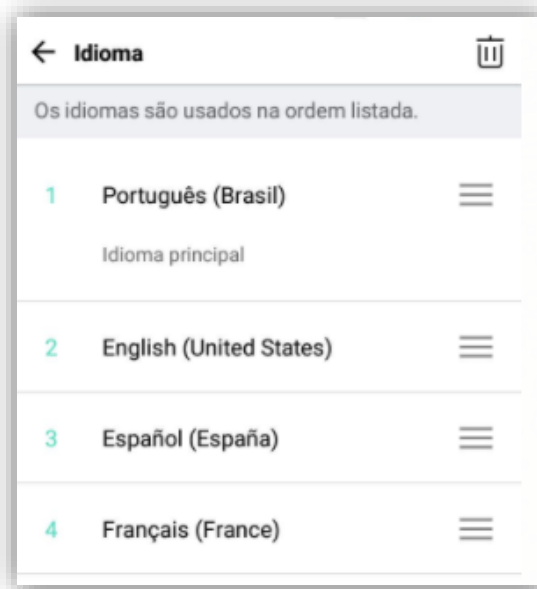 Idioma
Os idiomas são usados na ordem listada.
1 Português (Brasil)
Idioma principal
2 English (United States)
3 Español (España)
4 Français (France)